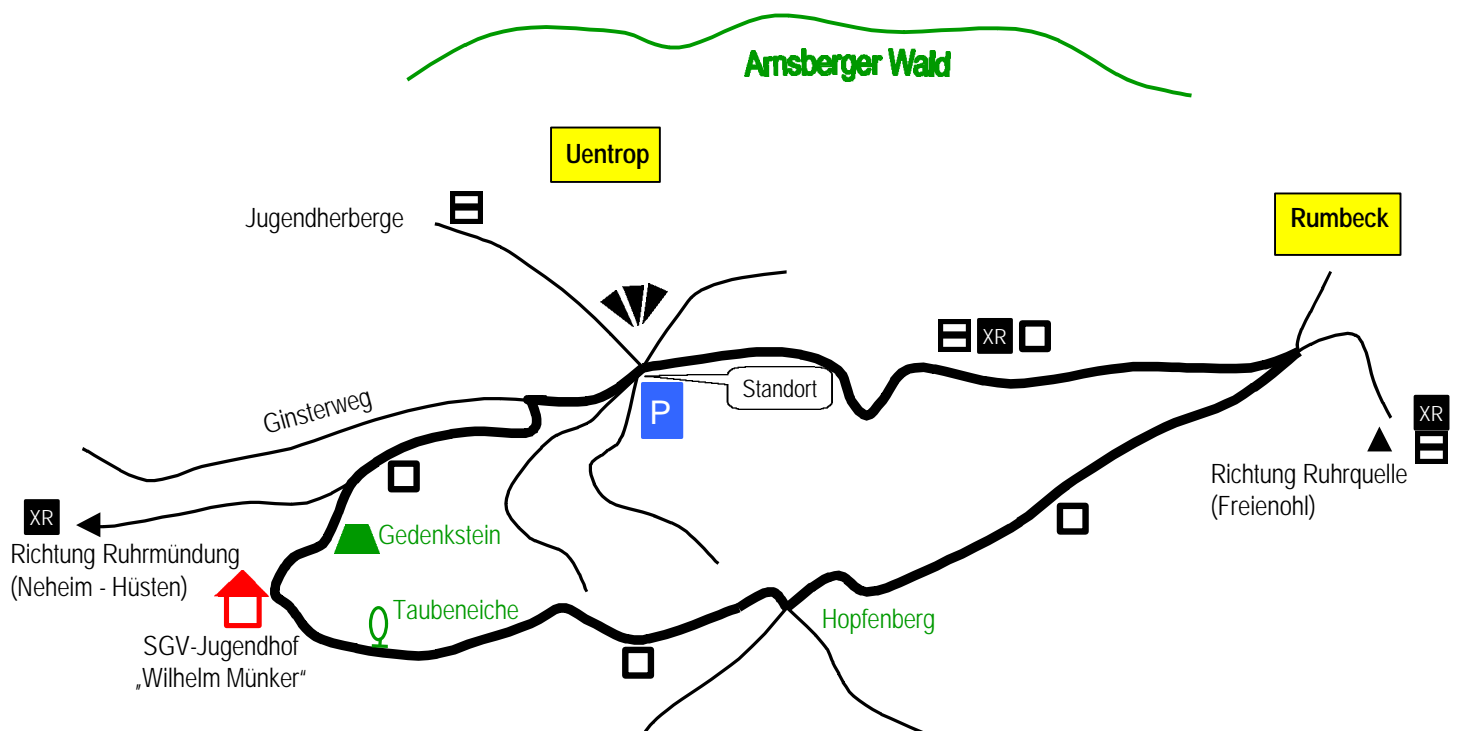 Arnsberger Wald
Uentrop
Jugendherberge
Rumbeck
XR
Standort
P
Ginsterweg
XR
Richtung Ruhrquelle
(Freienohl)
XR
Richtung Ruhrmündung
(Neheim - Hüsten)
Gedenkstein
Taubeneiche
Hopfenberg
SGV-Jugendhof
„Wilhelm Münker“